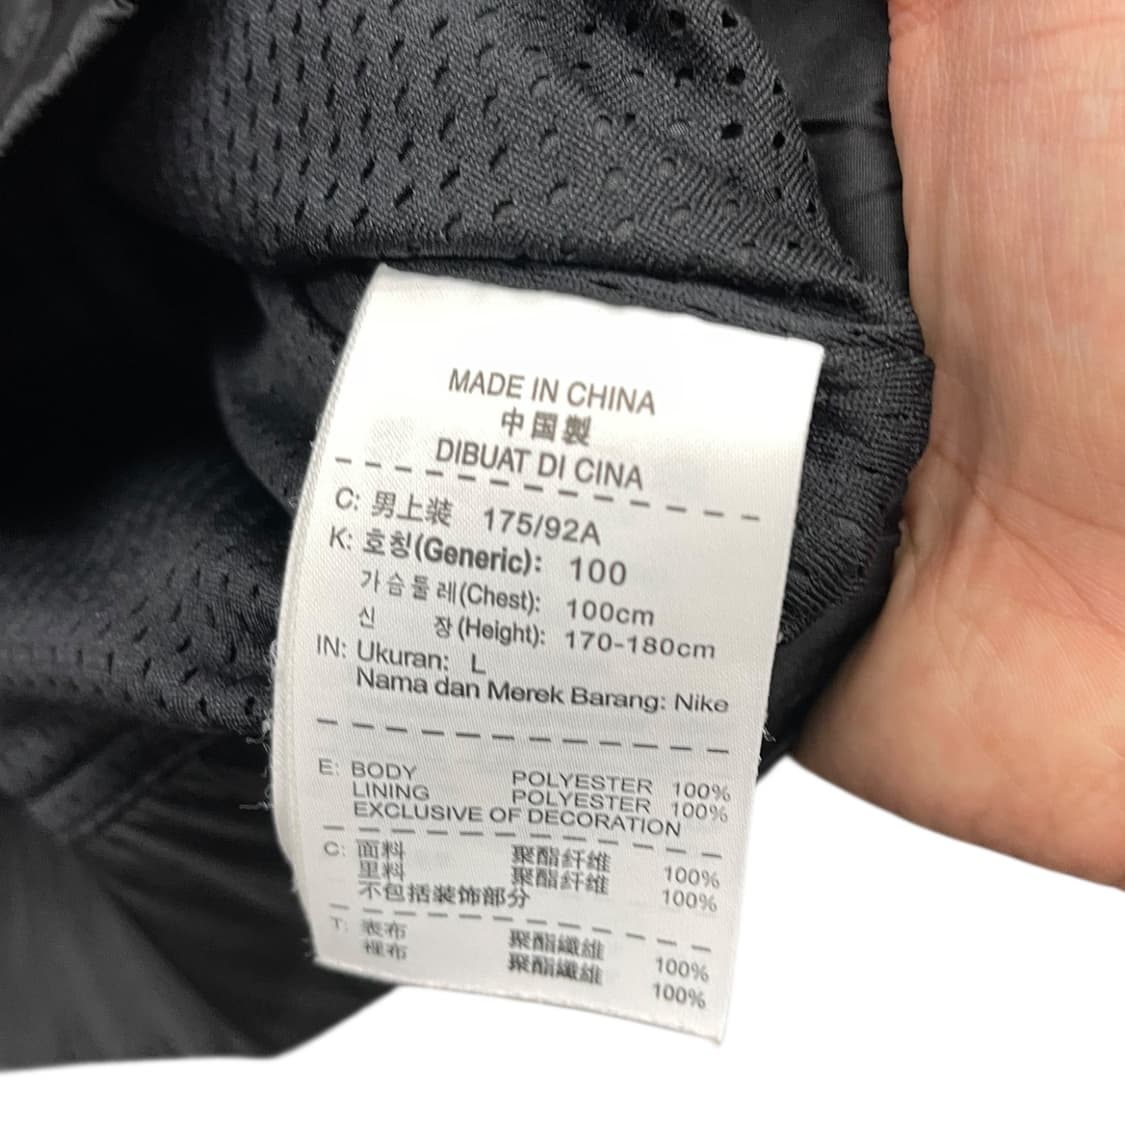 MADE IN CHINA
中国製
DIBUAT DI CINA
C: 男上装 175/92A
K: 호칭(Generic): 100
가슴둘레(Chest): 100cm
신 장(Height): 170-180cm
IN: Ukuran: L
Nama dan Merek Barang: Nike
E: BODY POLYESTER 100%
LINING POLYESTER 100%
EXCLUSIVE OF DECORATION
C: 面料 聚酯纤维 100%
里料 聚酯纤维 100%
不包括装饰部分
T: 表布 聚酯纖維 100%
裡布 聚酯纖維 100%